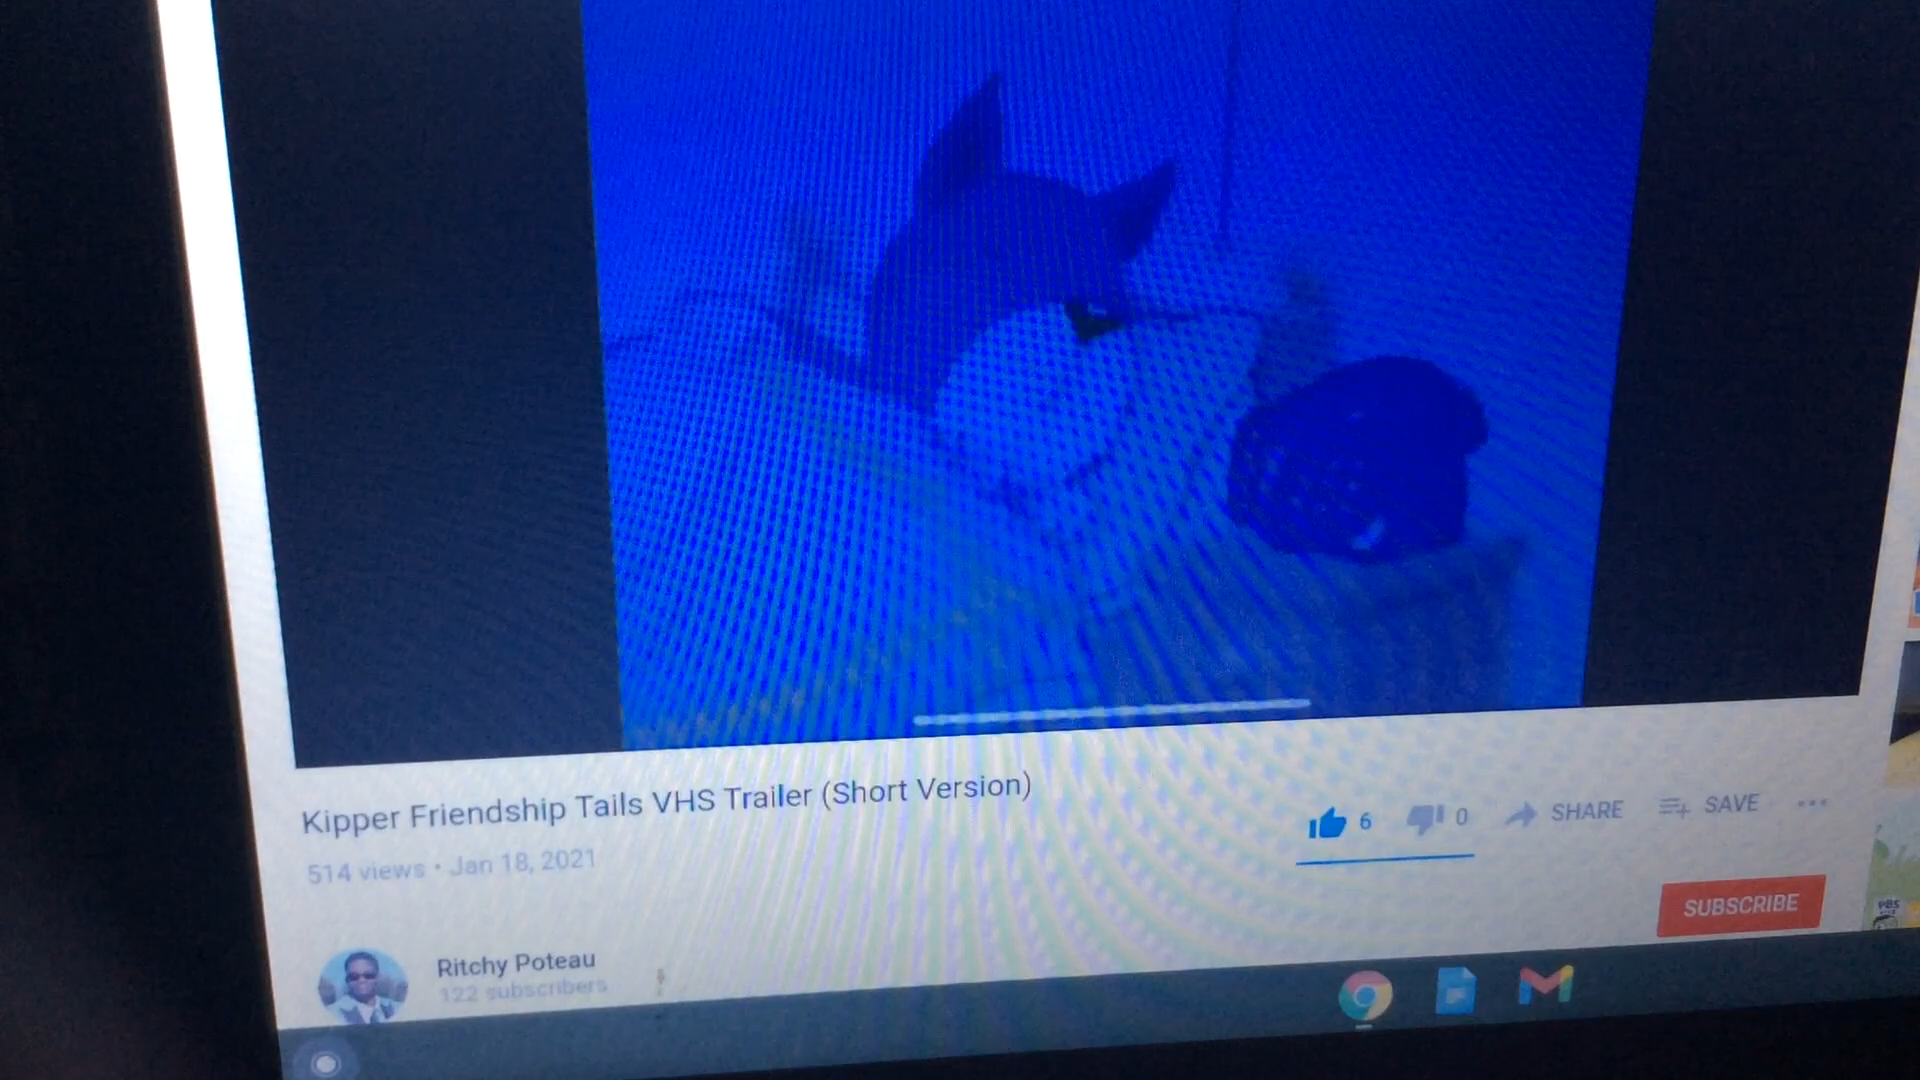 Kipper Friendship Tails VHS Trailer (Short Version)
514 views • Jan 18, 2021
6
0
SHARE
SAVE
Ritchy Poteau
122 subscribers
SUBSCRIBE
PBS